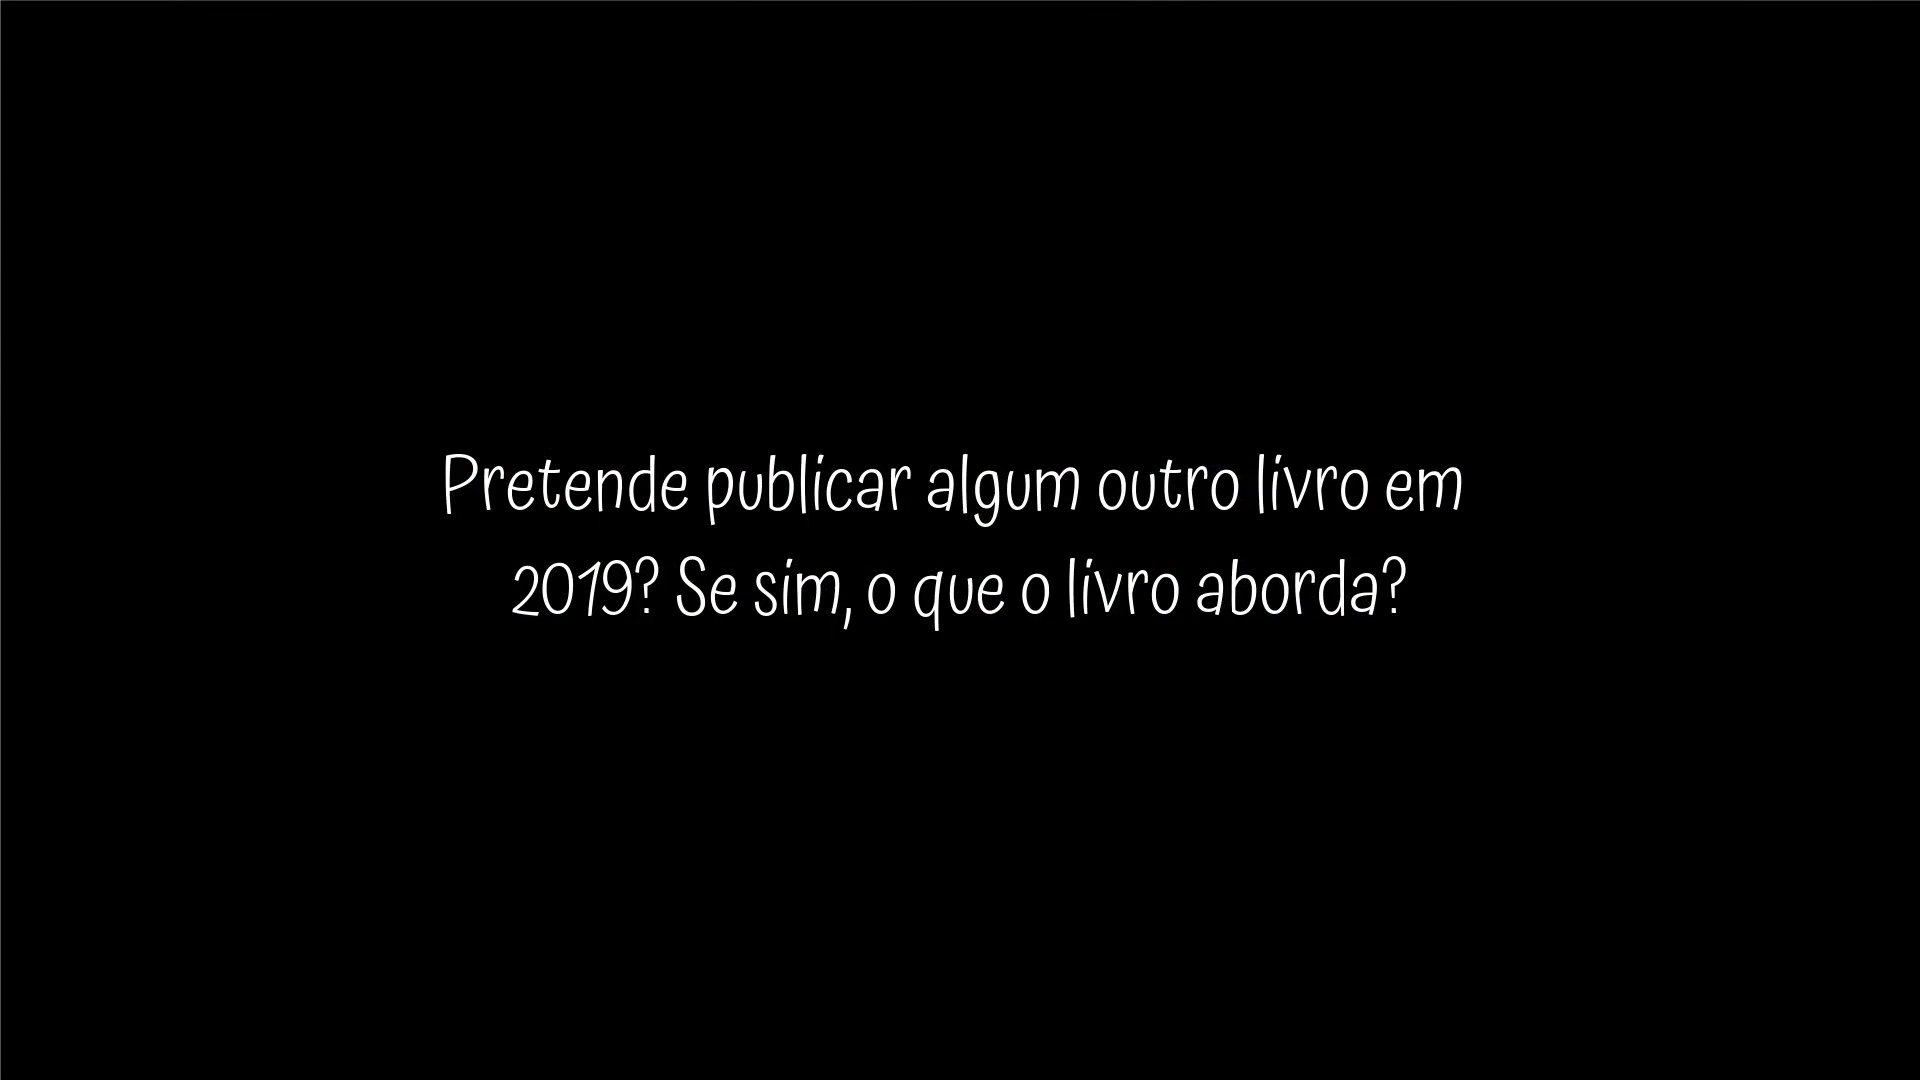 Pretende publicar algum outro livro em
2019? Se sim, o que o livro aborda?